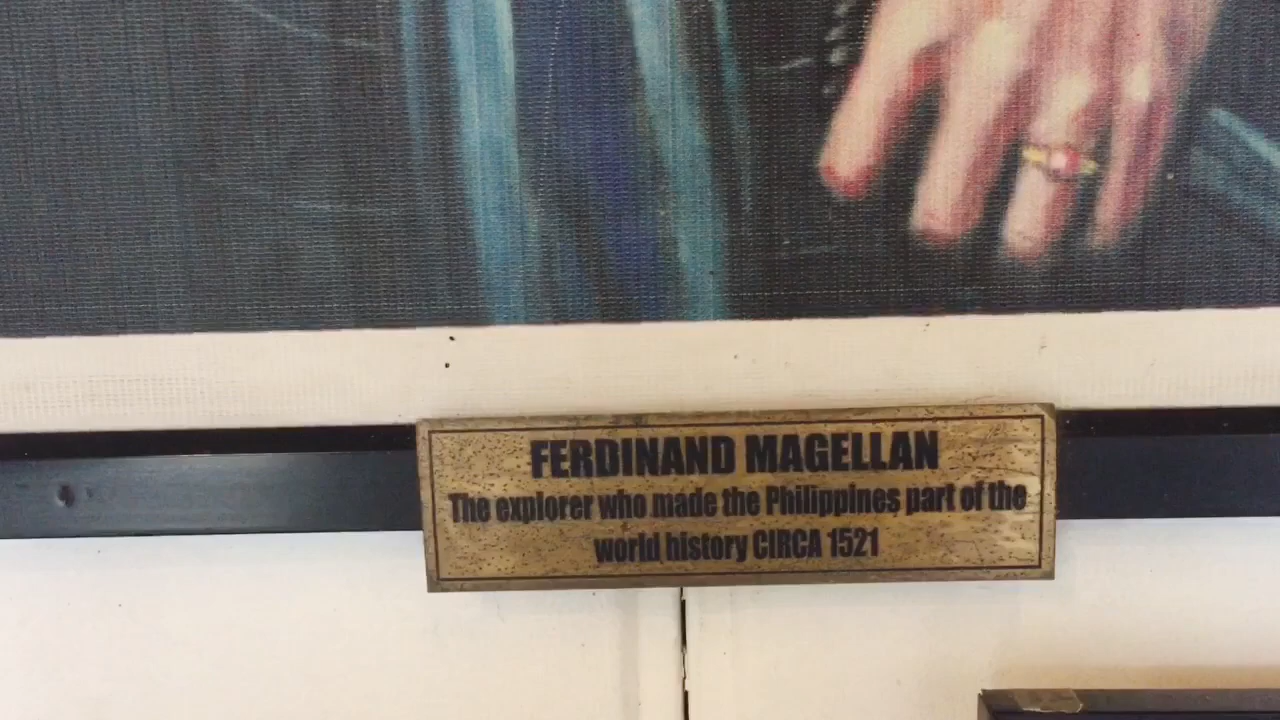 FERDINAND MAGELLAN
The explorer who made the Philippines part of the
world history CIRCA 1521